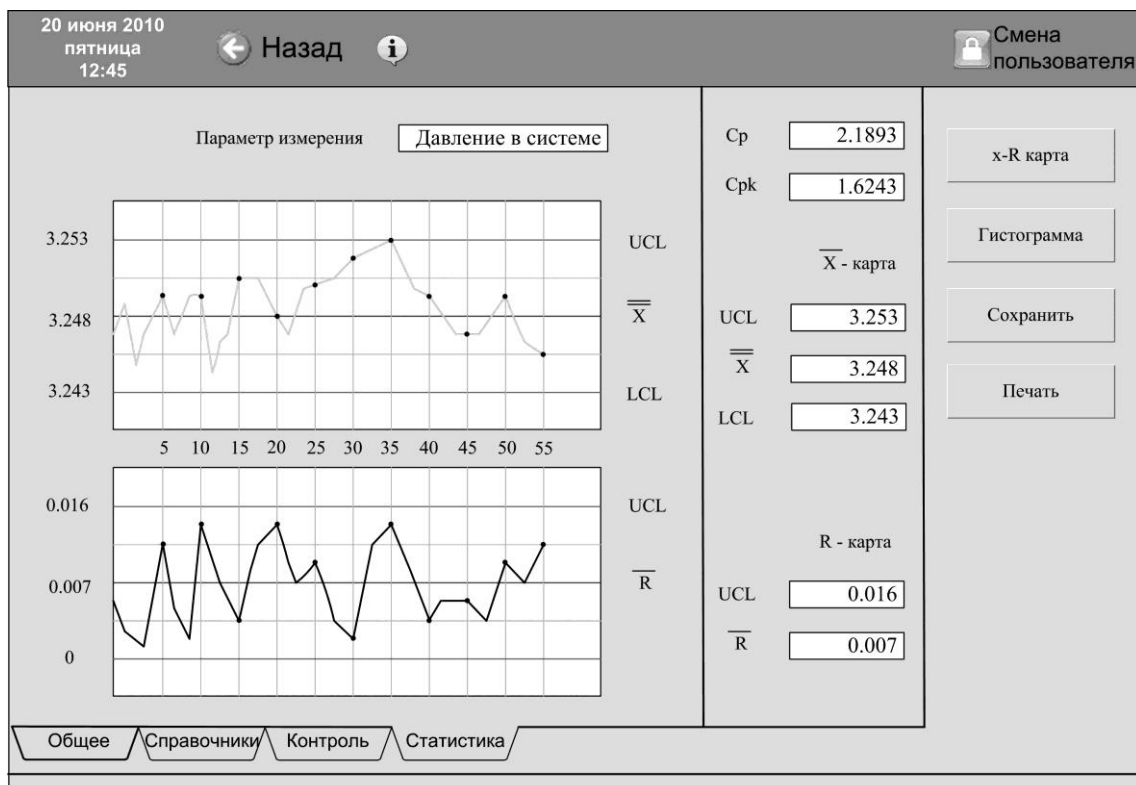 20 июня 2010
пятница
12:45
Назад
i
Смена
пользователя
Параметр измерения Давление в системе
3.253
3.248
3.243
UCL
X
LCL
5 10 15 20 25 30 35 40 45 50 55
0.016
0.007
0
UCL
R
Cp 2.1893
Cpk 1.6243
X - карта
UCL 3.253
X 3.248
LCL 3.243
R - карта
UCL 0.016
R 0.007
x-R карта
Гистограмма
Сохранить
Печать
Общее Справочники Контроль Статистика